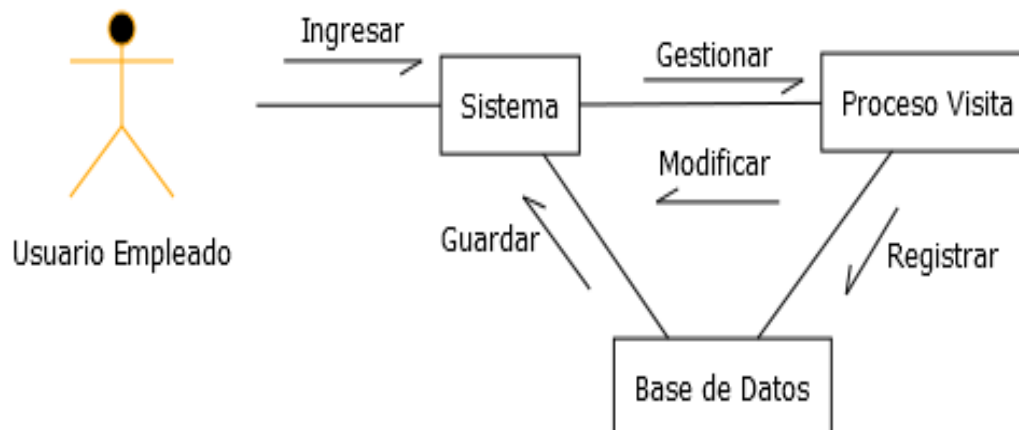 Ingresar
Gestionar
Sistema
Proceso Visita
Modificar
Guardar
Usuario Empleado
Registrar
Base de Datos